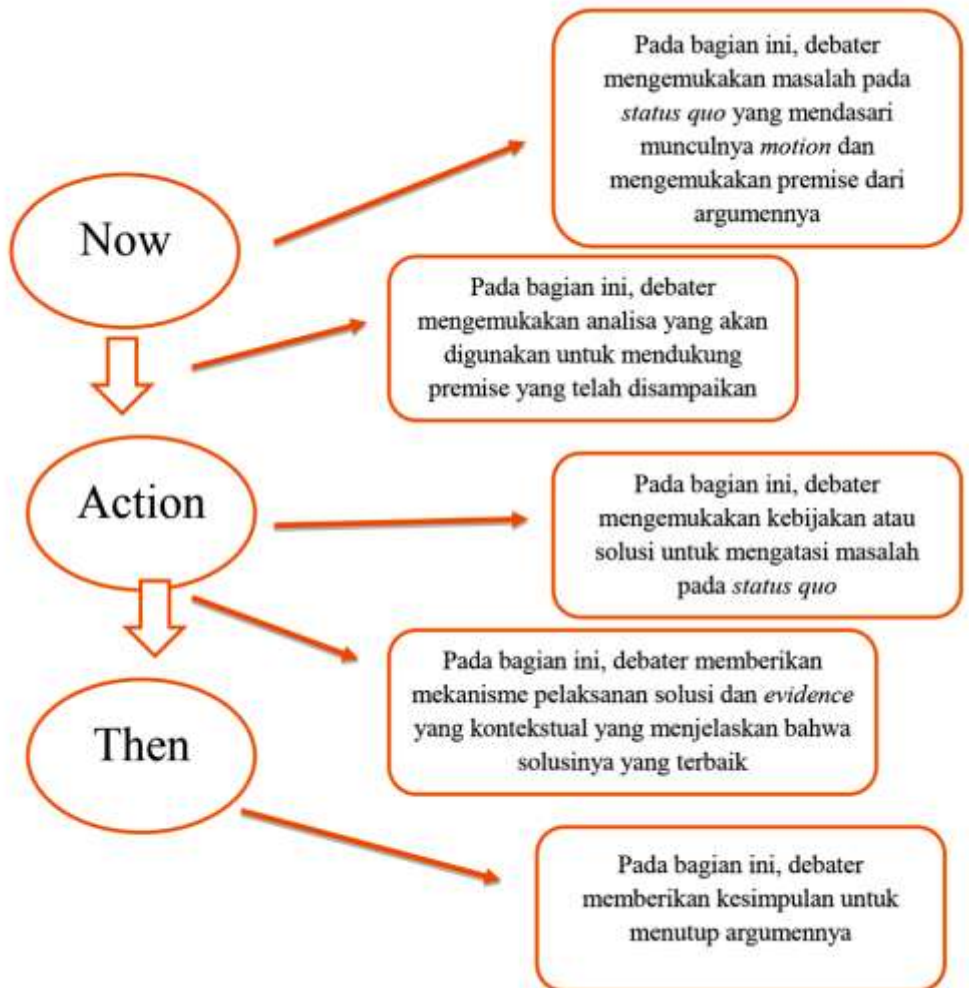 Pada bagian ini, debater
mengemukakan masalah pada
status quo yang mendasari
munculnya motion dan
mengemukakan premise dari
argumennya
Now
Pada bagian ini, debater
mengemukakan analisa yang akan
digunakan untuk mendukung
premise yang telah disampaikan
Action
Pada bagian ini, debater
mengemukakan kebijakan atau
solusi untuk mengatasi masalah
pada status quo
Pada bagian ini, debater memberikan
mekanisme pelaksanan solusi dan evidence
yang kontekstual yang menjelaskan bahwa
solusinya yang terbaik
Then
Pada bagian ini, debater
memberikan kesimpulan untuk
menutup argumennya